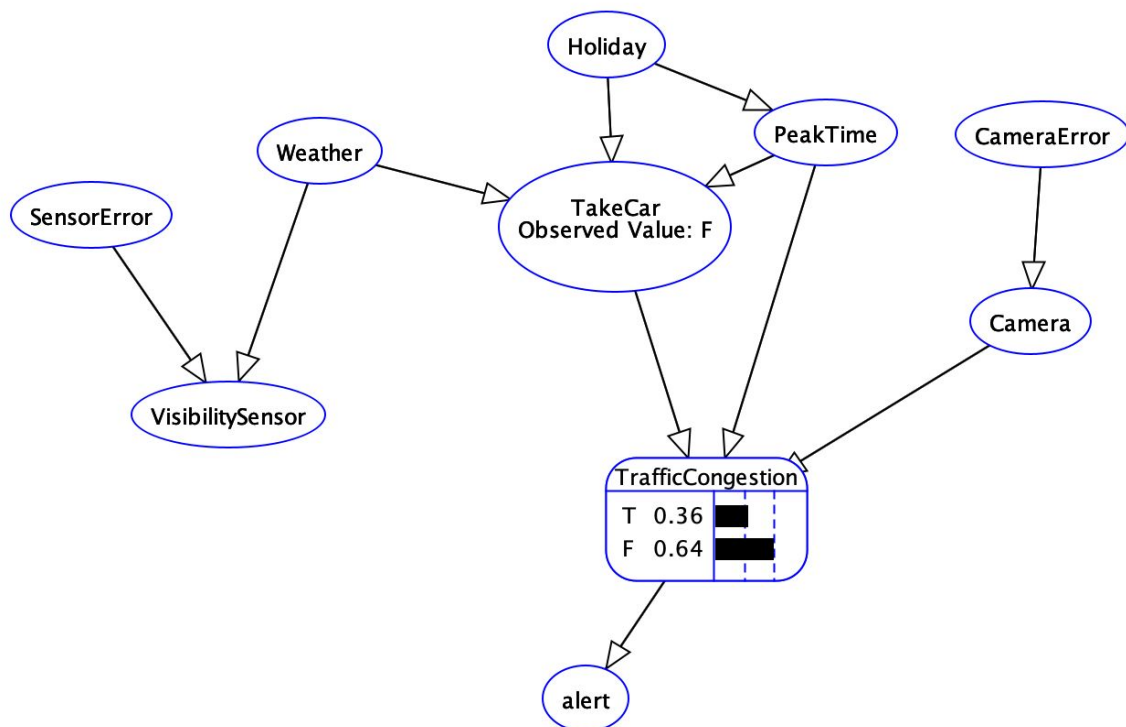 Holiday
PeakTime
CameraError
Weather
SensorError
TakeCar
Observed Value: F
Camera
VisibilitySensor
TrafficCongestion
T 0.36
F 0.64
alert